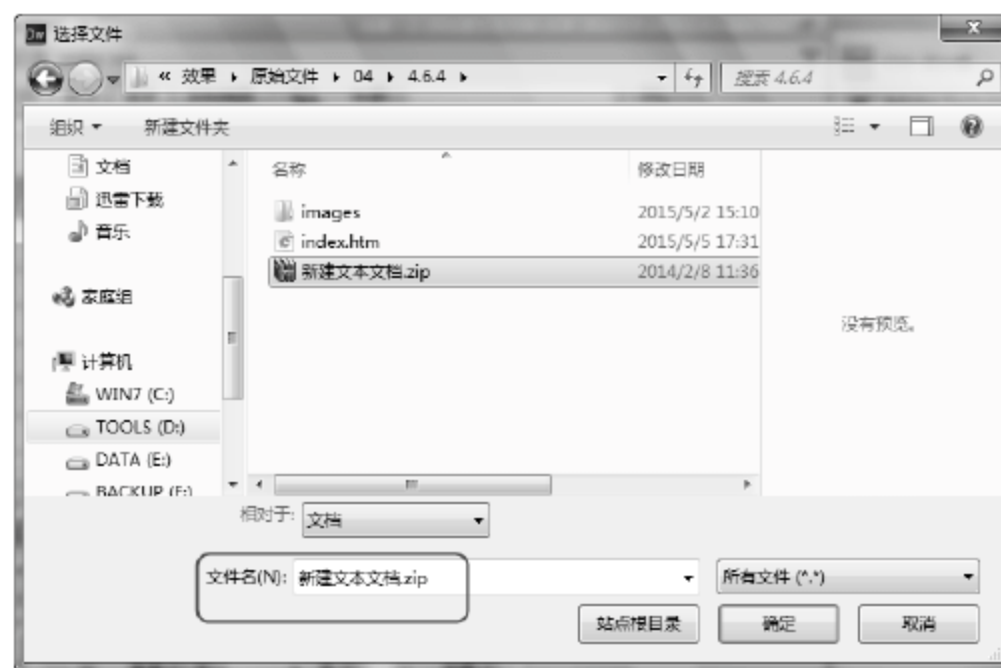 Dw 选择文件
« 效果 ▸ 原始文件 ▸ 04 ▸ 4.6.4 ▸ 搜索 4.6.4
组织 新建文件夹
名称 修改日期
文档
迅雷下载
音乐
家庭组
计算机
WIN7 (C:)
TOOLS (D:)
DATA (E:)
BACKUP (F:)
images 2015/5/2 15:10
index.htm 2015/5/5 17:31
新建文本文档.zip 2014/2/8 11:36
没有预览。
相对于: 文档
文件名(N): 新建文本文档.zip 所有文件 (*.*)
站点根目录 确定 取消